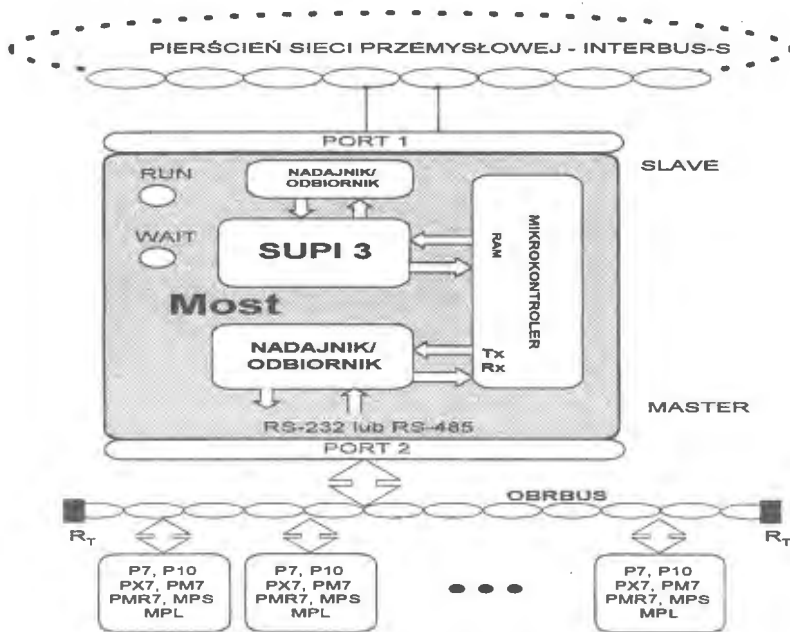 PIERŚCIEŃ SIECI PRZEMYSŁOWEJ - INTERBUS-S
PORT 1
SLAVE
RUN
NADAJNIK/
ODBIORNIK
WAIT
SUPI 3
RAM
MIKROKONTROLER
Most
NADAJNIK/
ODBIORNIK
Tx
Rx
MASTER
RS-232 lub RS-485
PORT 2
OBRBUS
RT
RT
P7, P10
PX7, PM7
PMR7, MPS
MPL
P7, P10
PX7, PM7
PMR7, MPS
MPL
P7, P10
PX7, PM7
PMR7, MPS
MPL